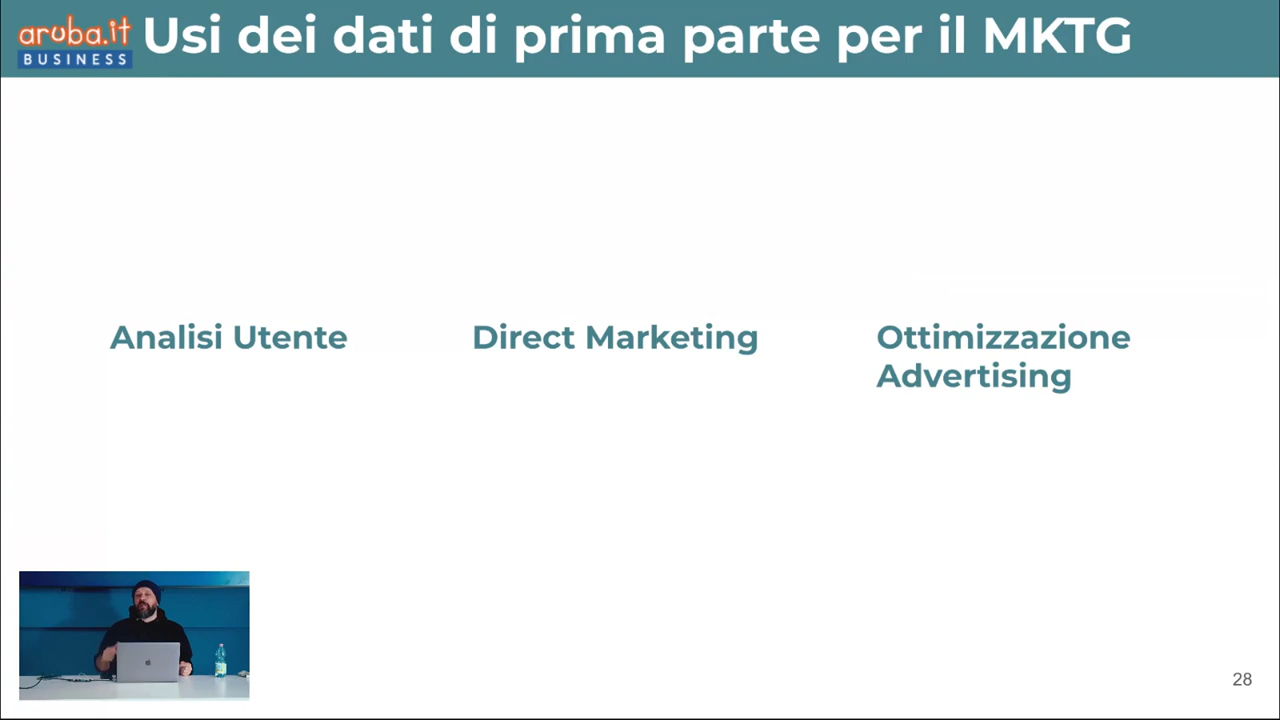 aruba.it
BUSINESS
Usi dei dati di prima parte per il MKTG
Analisi Utente
Direct Marketing
Ottimizzazione
Advertising
28